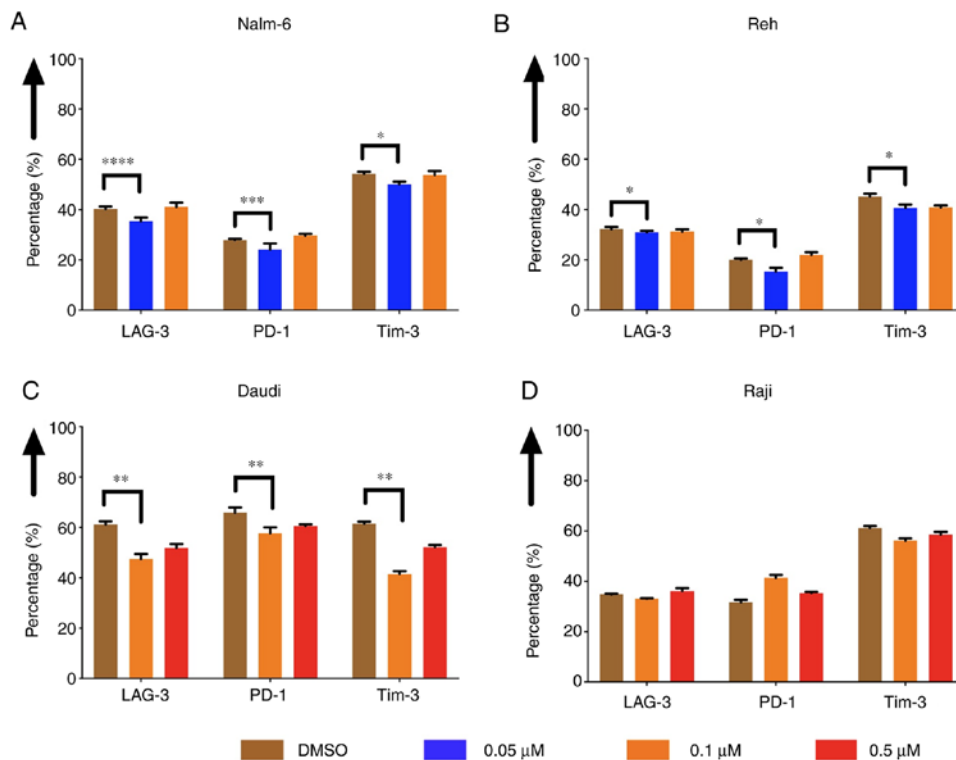 A
Nalm-6
Percentage (%)
100
80
60
40
20
0
****
***
*
LAG-3
PD-1
Tim-3
B
Reh
Percentage (%)
100
80
60
40
20
0
*
*
*
LAG-3
PD-1
Tim-3
C
Daudi
Percentage (%)
100
80
60
40
20
0
**
**
**
LAG-3
PD-1
Tim-3
D
Raji
Percentage (%)
100
80
60
40
20
0
LAG-3
PD-1
Tim-3
DMSO
0.05 μM
0.1 μM
0.5 μM